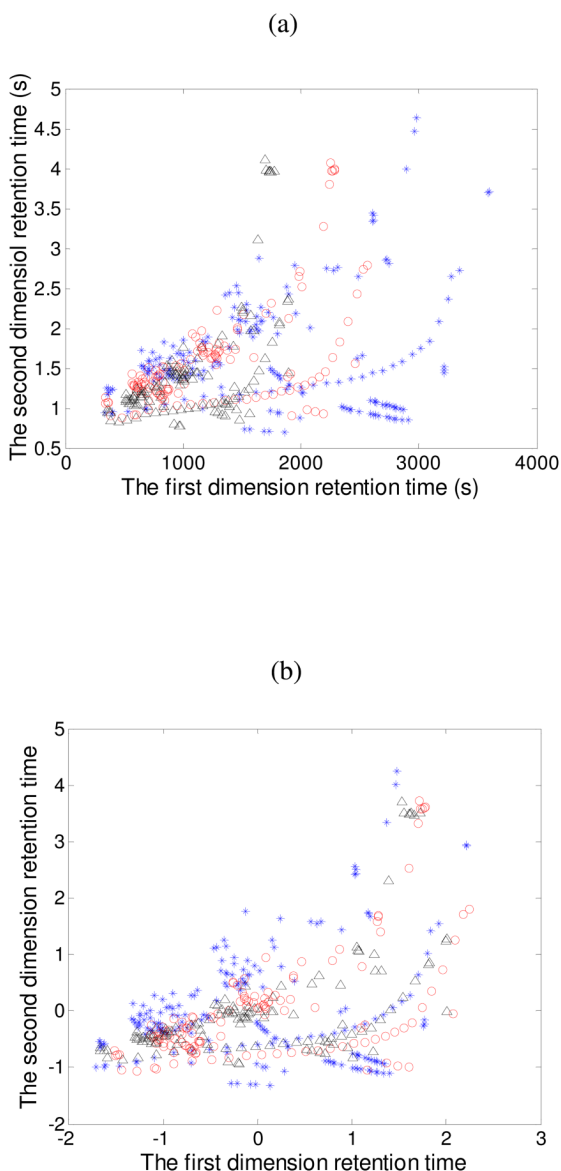 (a)
The second dimensiol retention time (s)
5
4.5
4
3.5
3
2.5
2
1.5
1
0.5
0 1000 2000 3000 4000
The first dimension retention time (s)
(b)
The second dimension retention time
5
4
3
2
1
0
-1
-2
-2 -1 0 1 2 3
The first dimension retention time